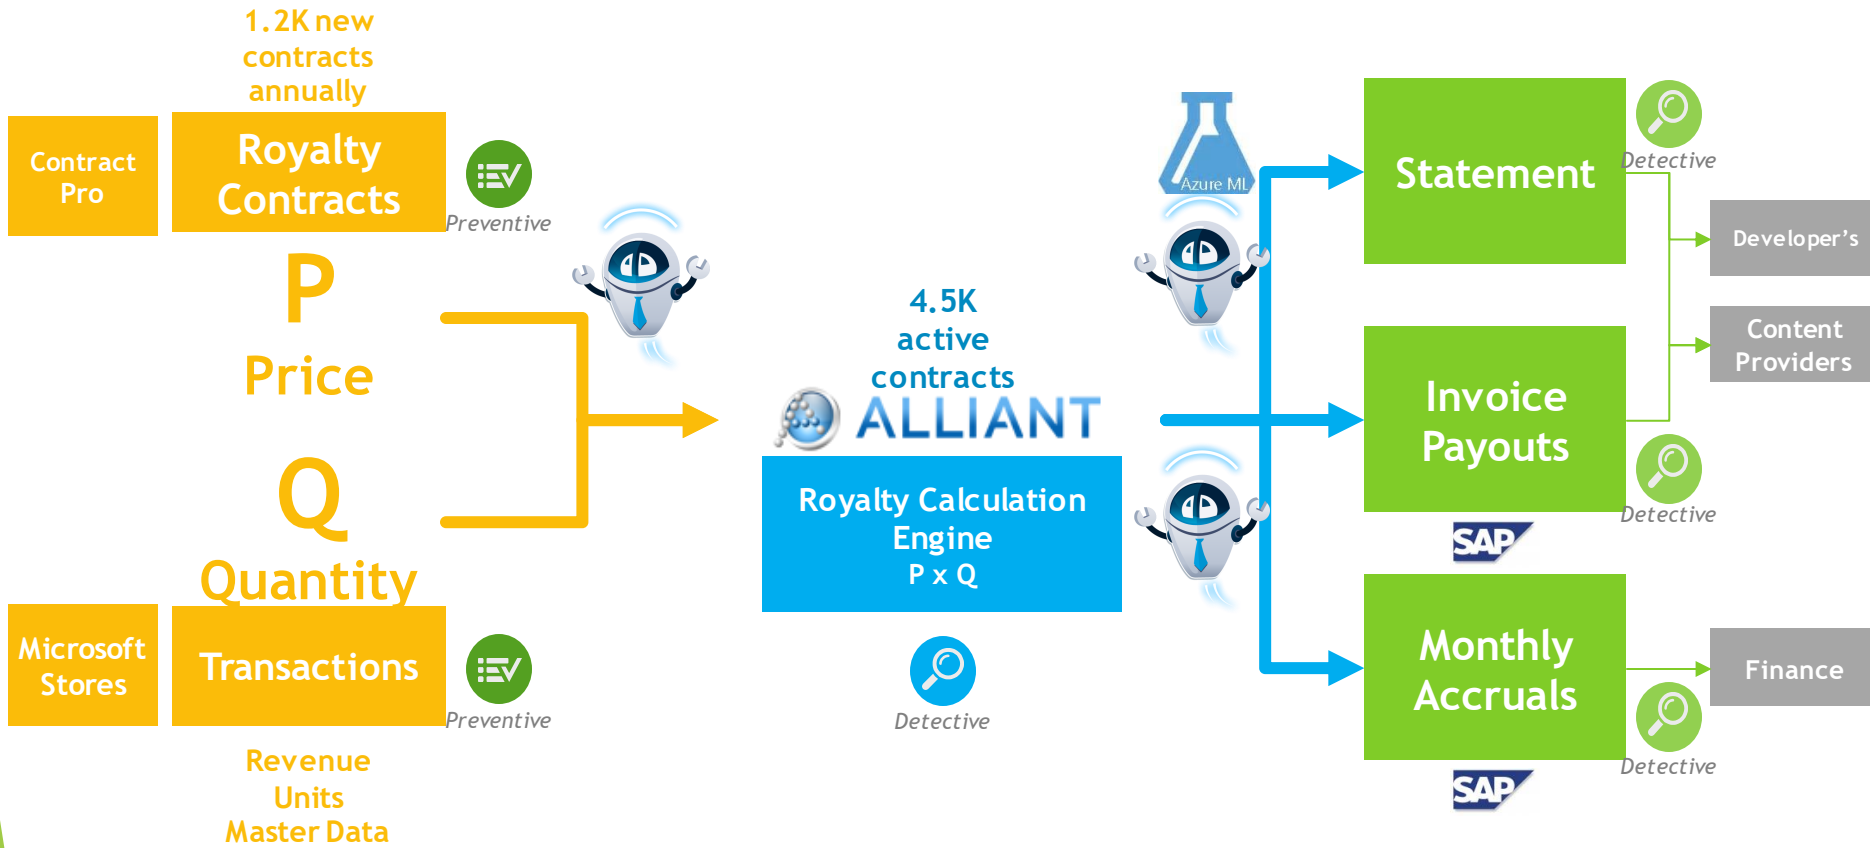 1.2K new
contracts
annually
Contract
Pro
Royalty
Contracts
Preventive
P
Price
Q
Quantity
Microsoft
Stores
Transactions
Preventive
Revenue
Units
Master Data
4.5K
active
contracts
ALLIANT
Royalty Calculation
Engine
P x Q
Detective
Azure ML
Statement
Detective
Invoice
Payouts
Detective
SAP
Monthly
Accruals
Detective
SAP
Developer's
Content
Providers
Finance